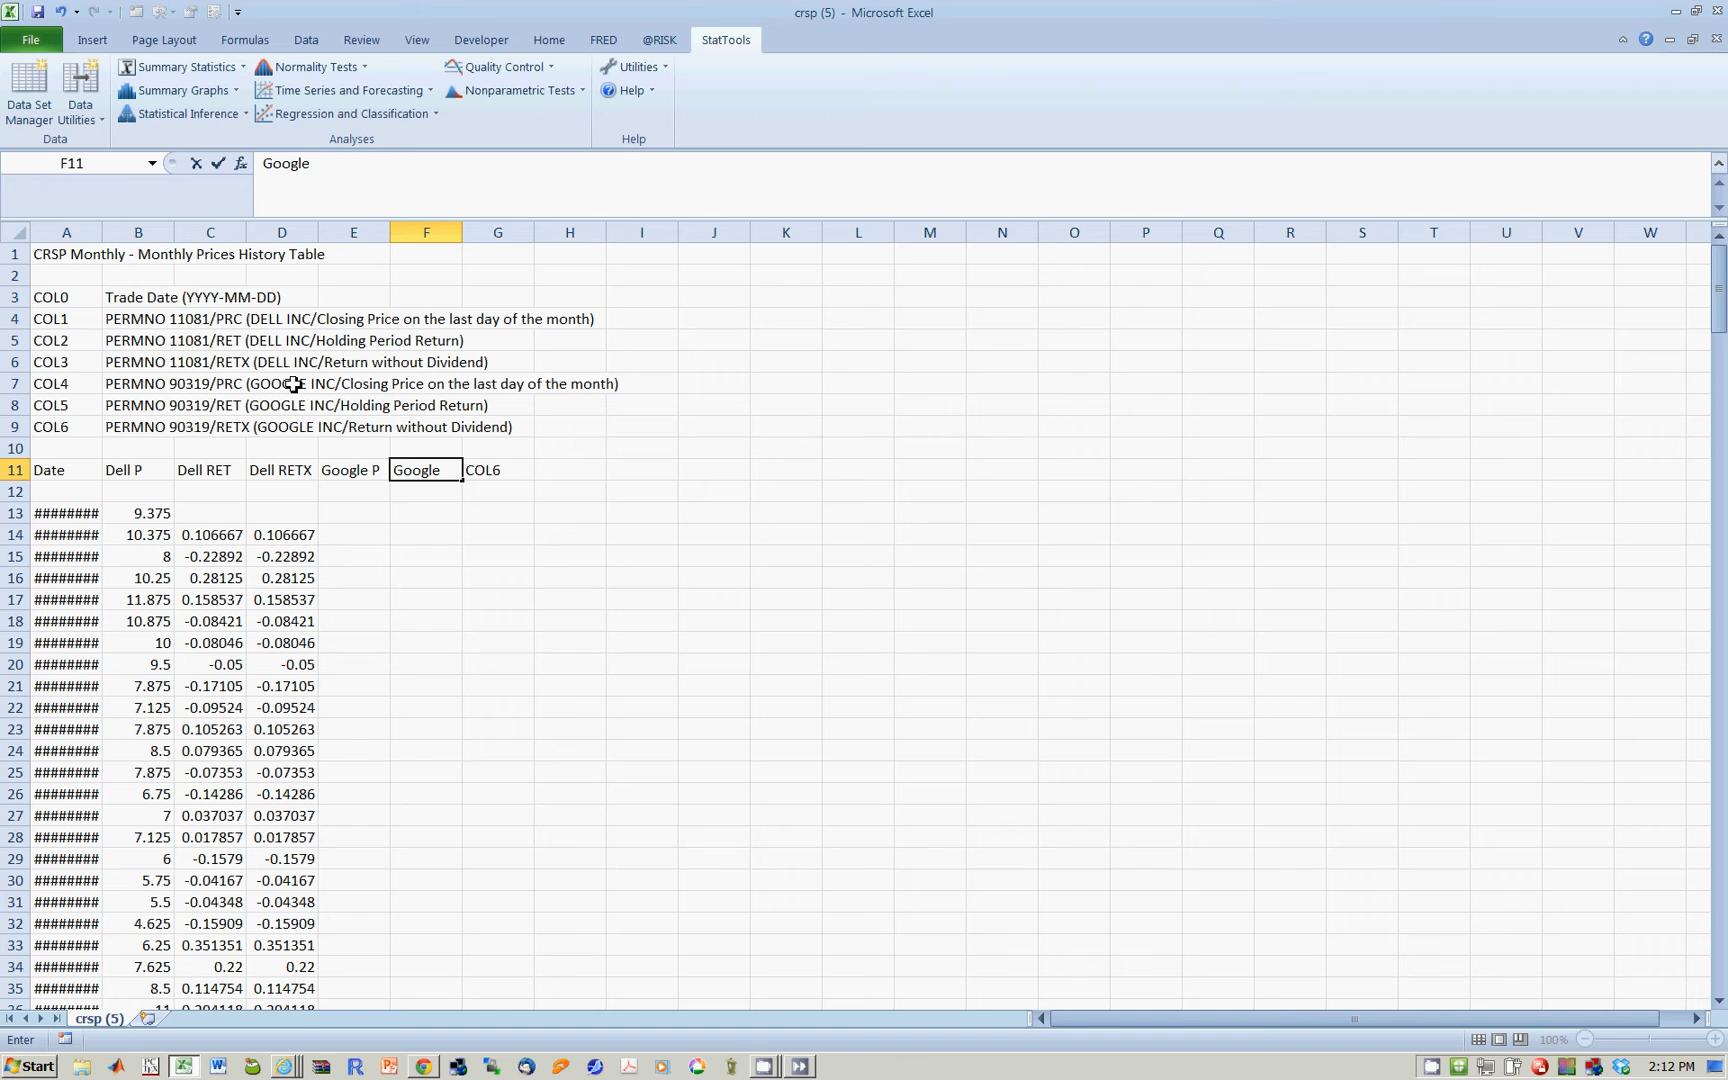 crsp (5) - Microsoft Excel
File Insert Page Layout Formulas Data Review View Developer Home FRED @RISK StatTools
Summary Statistics Normality Tests Quality Control Utilities
Data Set Manager Data Utilities Summary Graphs Time Series and Forecasting Nonparametric Tests Help
Statistical Inference Regression and Classification
Data Analyses Help
F11 fx Google
A B C D E F G H I J K L M N O P Q R S T U V W
1 CRSP Monthly - Monthly Prices History Table
2
3 COL0 Trade Date (YYYY-MM-DD)
4 COL1 PERMNO 11081/PRC (DELL INC/Closing Price on the last day of the month)
5 COL2 PERMNO 11081/RET (DELL INC/Holding Period Return)
6 COL3 PERMNO 11081/RETX (DELL INC/Return without Dividend)
7 COL4 PERMNO 90319/PRC (GOOGLE INC/Closing Price on the last day of the month)
8 COL5 PERMNO 90319/RET (GOOGLE INC/Holding Period Return)
9 COL6 PERMNO 90319/RETX (GOOGLE INC/Return without Dividend)
10
11 Date Dell P Dell RET Dell RETX Google P Google COL6
12
13 ######## 9.375
14 ######## 10.375 0.106667 0.106667
15 ######## 8 -0.22892 -0.22892
16 ######## 10.25 0.28125 0.28125
17 ######## 11.875 0.158537 0.158537
18 ######## 10.875 -0.08421 -0.08421
19 ######## 10 -0.08046 -0.08046
20 ######## 9.5 -0.05 -0.05
21 ######## 7.875 -0.17105 -0.17105
22 ######## 7.125 -0.09524 -0.09524
23 ######## 7.875 0.105263 0.105263
24 ######## 8.5 0.079365 0.079365
25 ######## 7.875 -0.07353 -0.07353
26 ######## 6.75 -0.14286 -0.14286
27 ######## 7 0.037037 0.037037
28 ######## 7.125 0.017857 0.017857
29 ######## 6 -0.1579 -0.1579
30 ######## 5.75 -0.04167 -0.04167
31 ######## 5.5 -0.04348 -0.04348
32 ######## 4.625 -0.15909 -0.15909
33 ######## 6.25 0.351351 0.351351
34 ######## 7.625 0.22 0.22
35 ######## 8.5 0.114754 0.114754
36 ######## 11 0.294118 0.294118
crsp (5)
Enter 100%
Start 2:12 PM